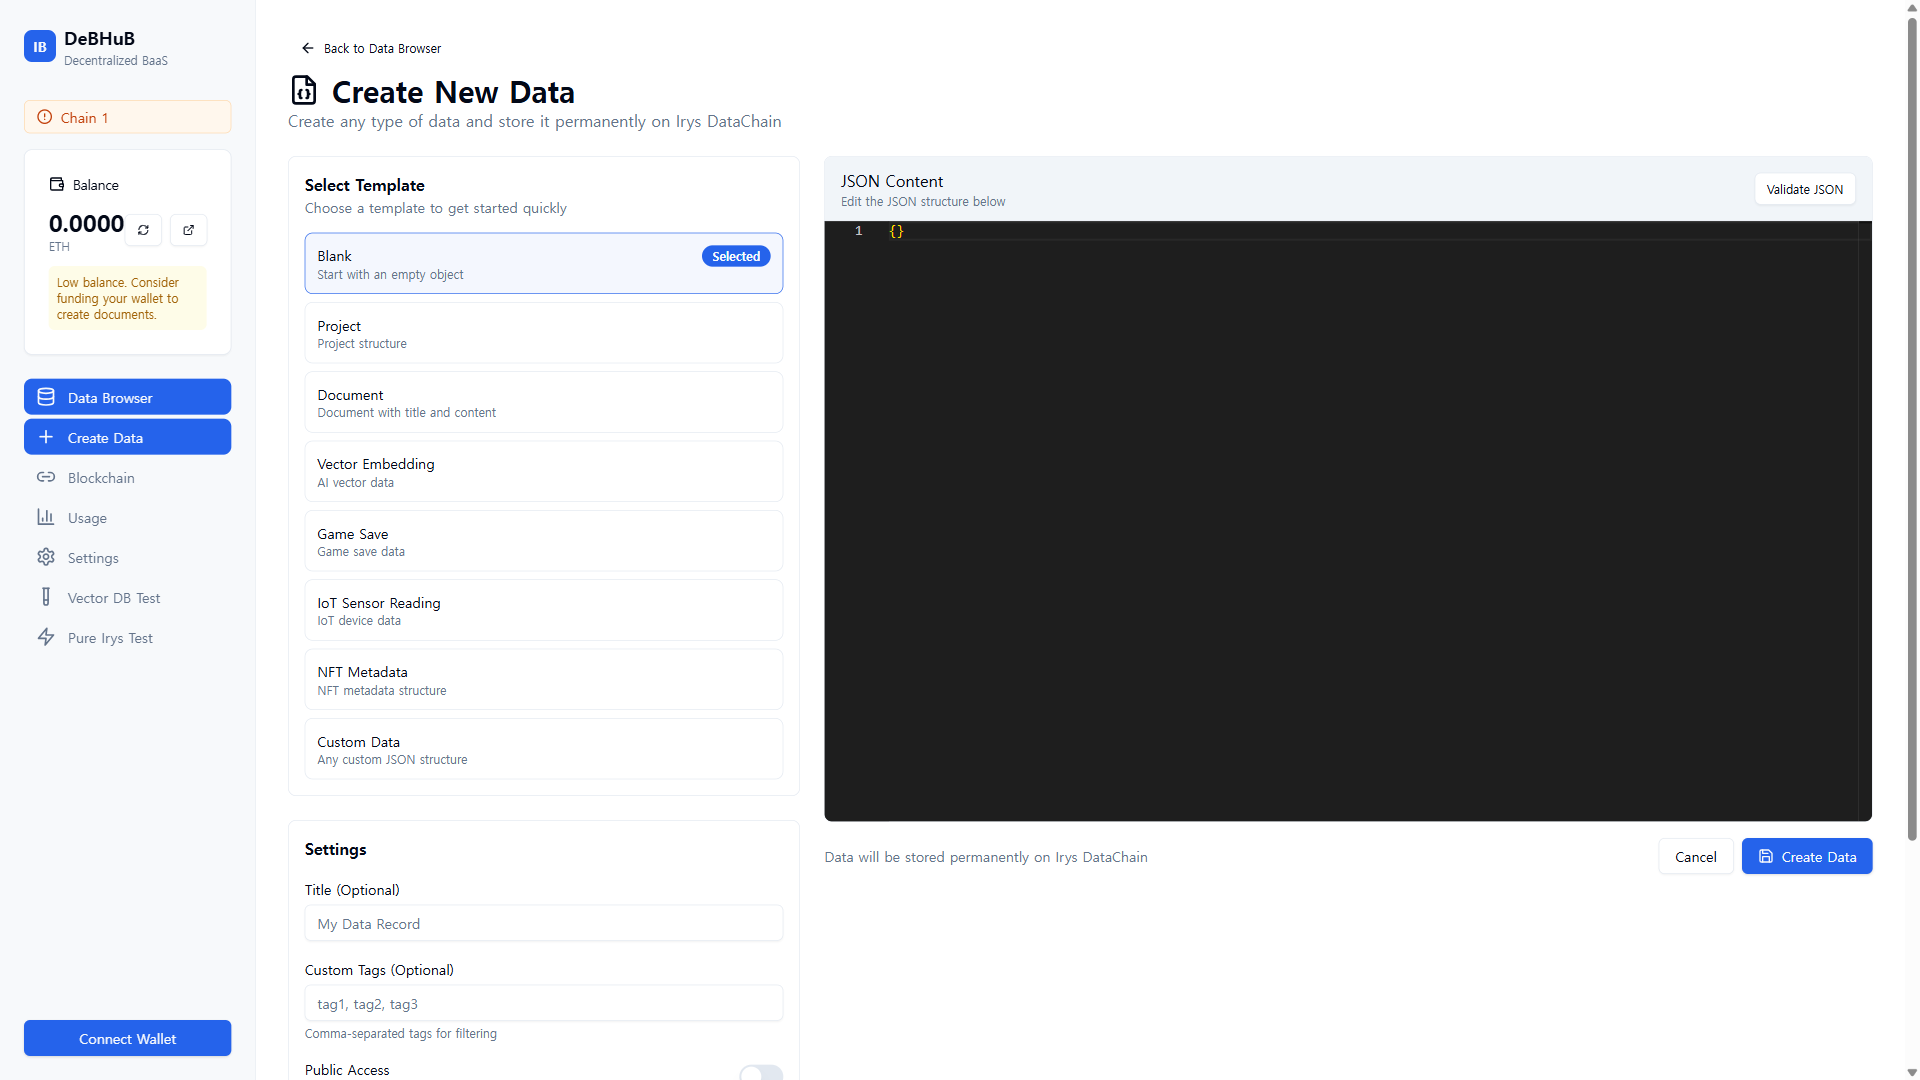 IB
DeBHuB
Decentralized BaaS
Chain 1
Balance
0.0000
ETH
Low balance. Consider
funding your wallet to
create documents.
Data Browser
Create Data
Blockchain
Usage
Settings
Vector DB Test
Pure Irys Test
Connect Wallet
Back to Data Browser
Create New Data
Create any type of data and store it permanently on Irys DataChain
Select Template
Choose a template to get started quickly
Blank
Selected
Start with an empty object
Project
Project structure
Document
Document with title and content
Vector Embedding
AI vector data
Game Save
Game save data
IoT Sensor Reading
IoT device data
NFT Metadata
NFT metadata structure
Custom Data
Any custom JSON structure
Settings
Title (Optional)
My Data Record
Custom Tags (Optional)
tag1, tag2, tag3
Comma-separated tags for filtering
Public Access
JSON Content
Edit the JSON structure below
Validate JSON
1 {}
Data will be stored permanently on Irys DataChain
Cancel
Create Data